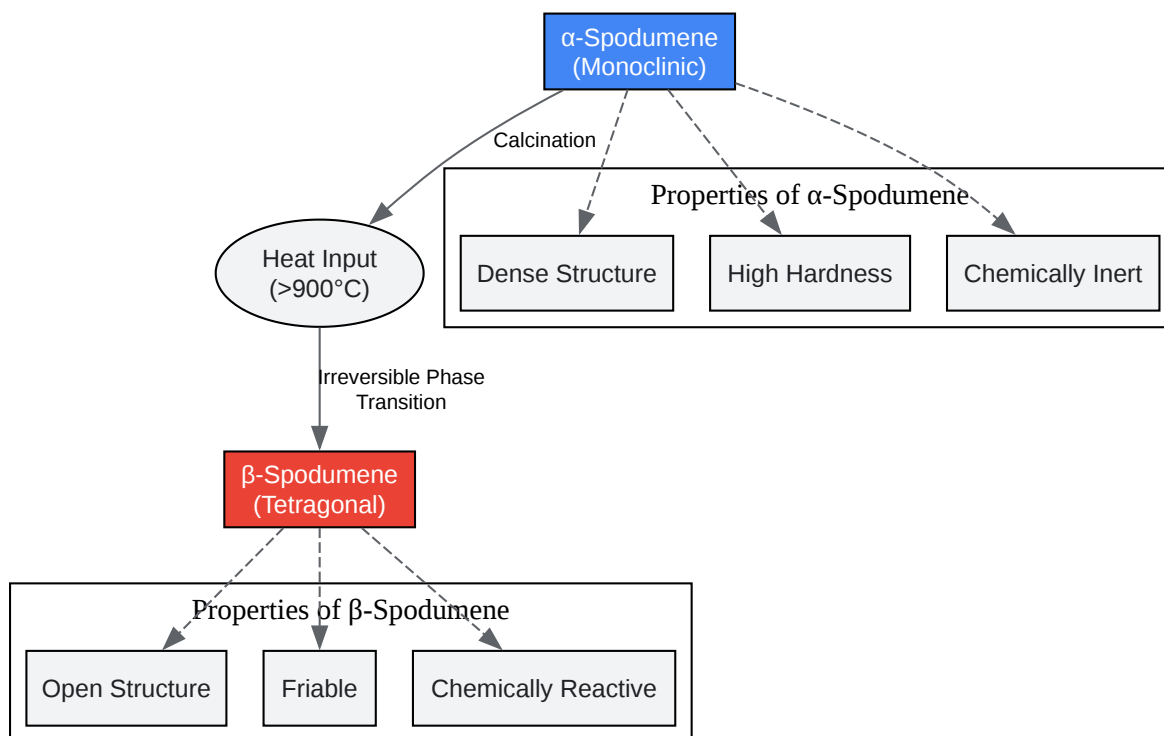 α-Spodumene
(Monoclinic)
Calcination
Properties of α-Spodumene
Heat Input
(>900°C)
Dense Structure
High Hardness
Chemically Inert
Irreversible Phase
Transition
β-Spodumene
(Tetragonal)
Properties of β-Spodumene
Open Structure
Friable
Chemically Reactive